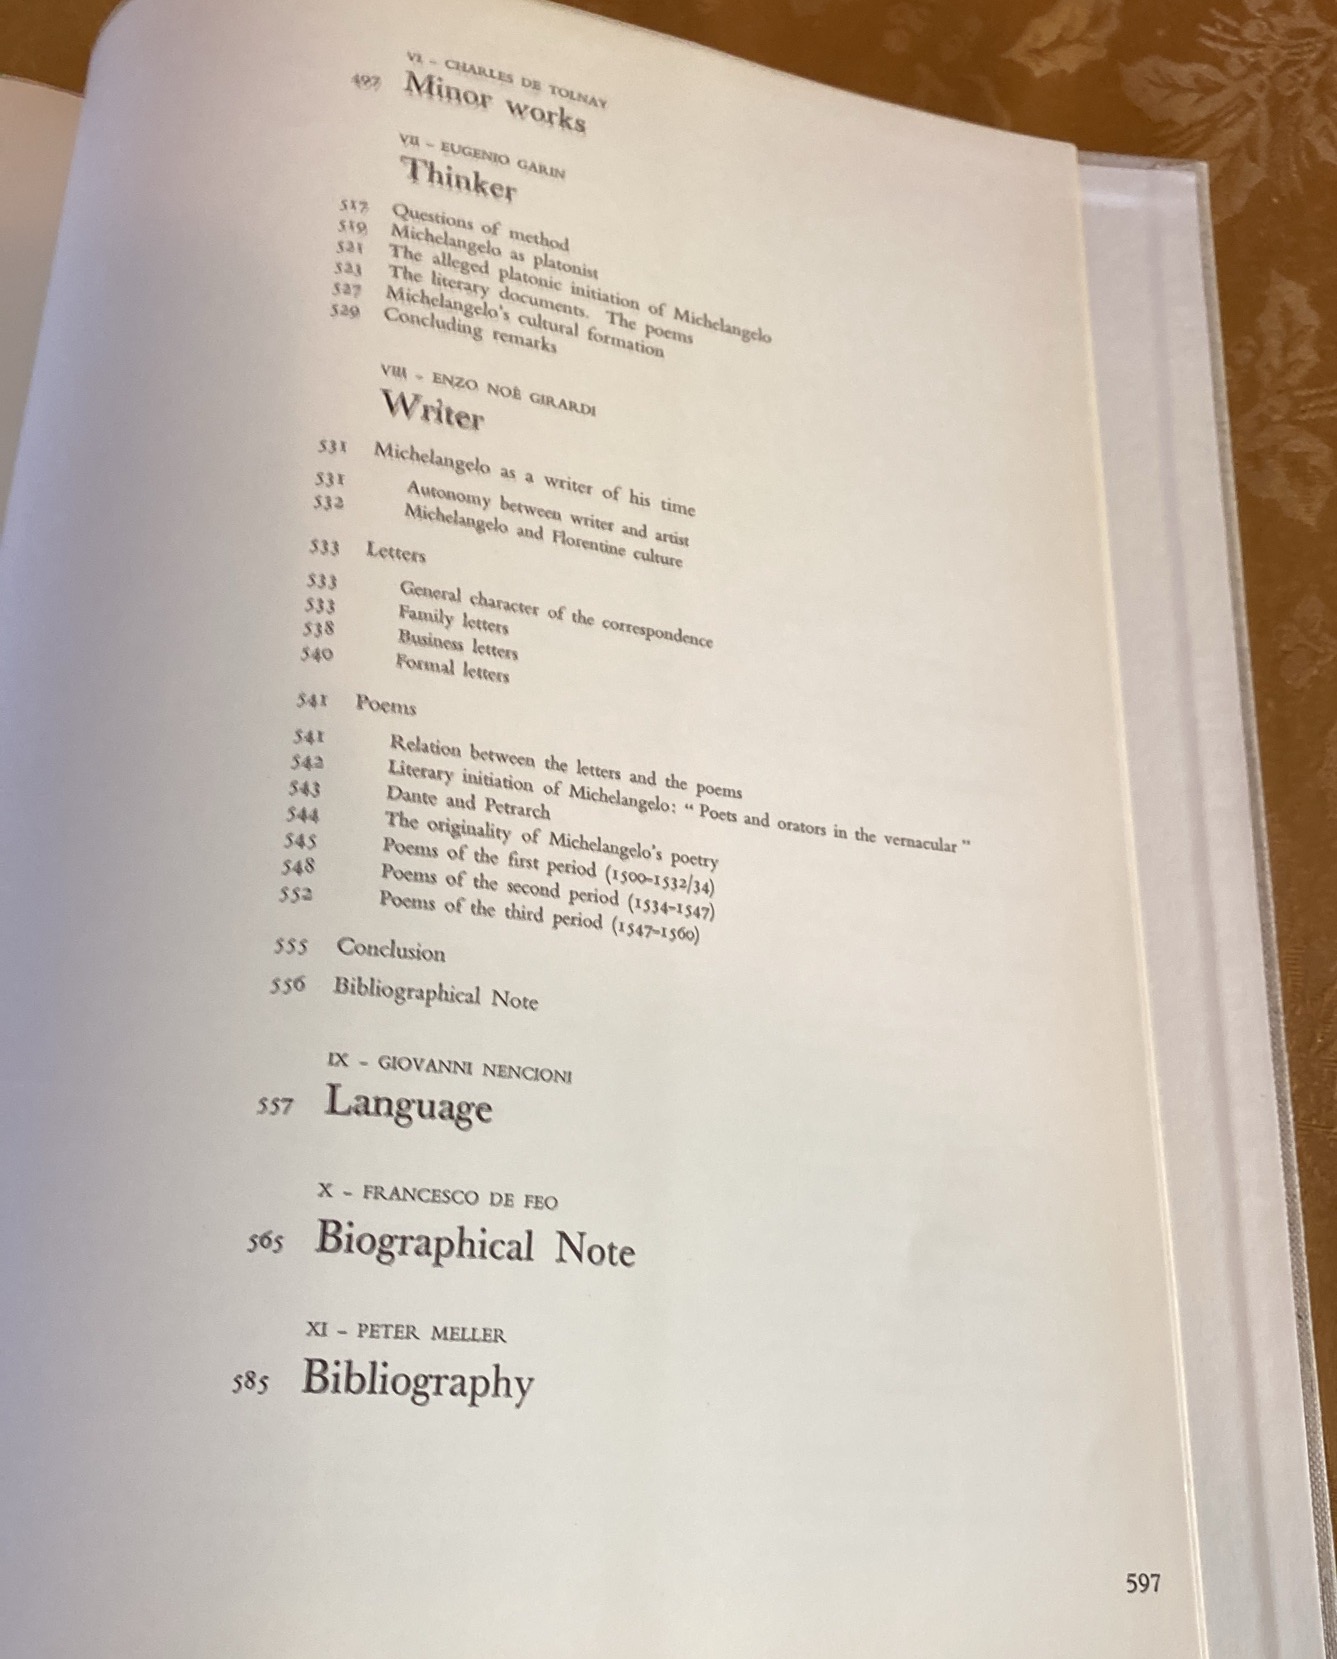 VI – CHARLES DE TOLNAY
497 Minor works
VII – EUGENIO GARIN
Thinker
517 Questions of method
519 Michelangelo as platonist
521 The alleged platonic initiation of Michelangelo
523 The literary documents. The poems
527 Michelangelo's cultural formation
529 Concluding remarks
VIII – ENZO NOÈ GIRARDI
Writer
531 Michelangelo as a writer of his time
531 Autonomy between writer and artist
532 Michelangelo and Florentine culture
533 Letters
533 General character of the correspondence
533 Family letters
538 Business letters
540 Formal letters
541 Poems
541 Relation between the letters and the poems
542 Literary initiation of Michelangelo: " Poets and orators in the vernacular "
543 Dante and Petrarch
544 The originality of Michelangelo's poetry
545 Poems of the first period (1500–1532/34)
548 Poems of the second period (1534–1547)
552 Poems of the third period (1547–1560)
555 Conclusion
556 Bibliographical Note
IX – GIOVANNI NENCIONI
557 Language
X – FRANCESCO DE FEO
565 Biographical Note
XI – PETER MELLER
585 Bibliography
597